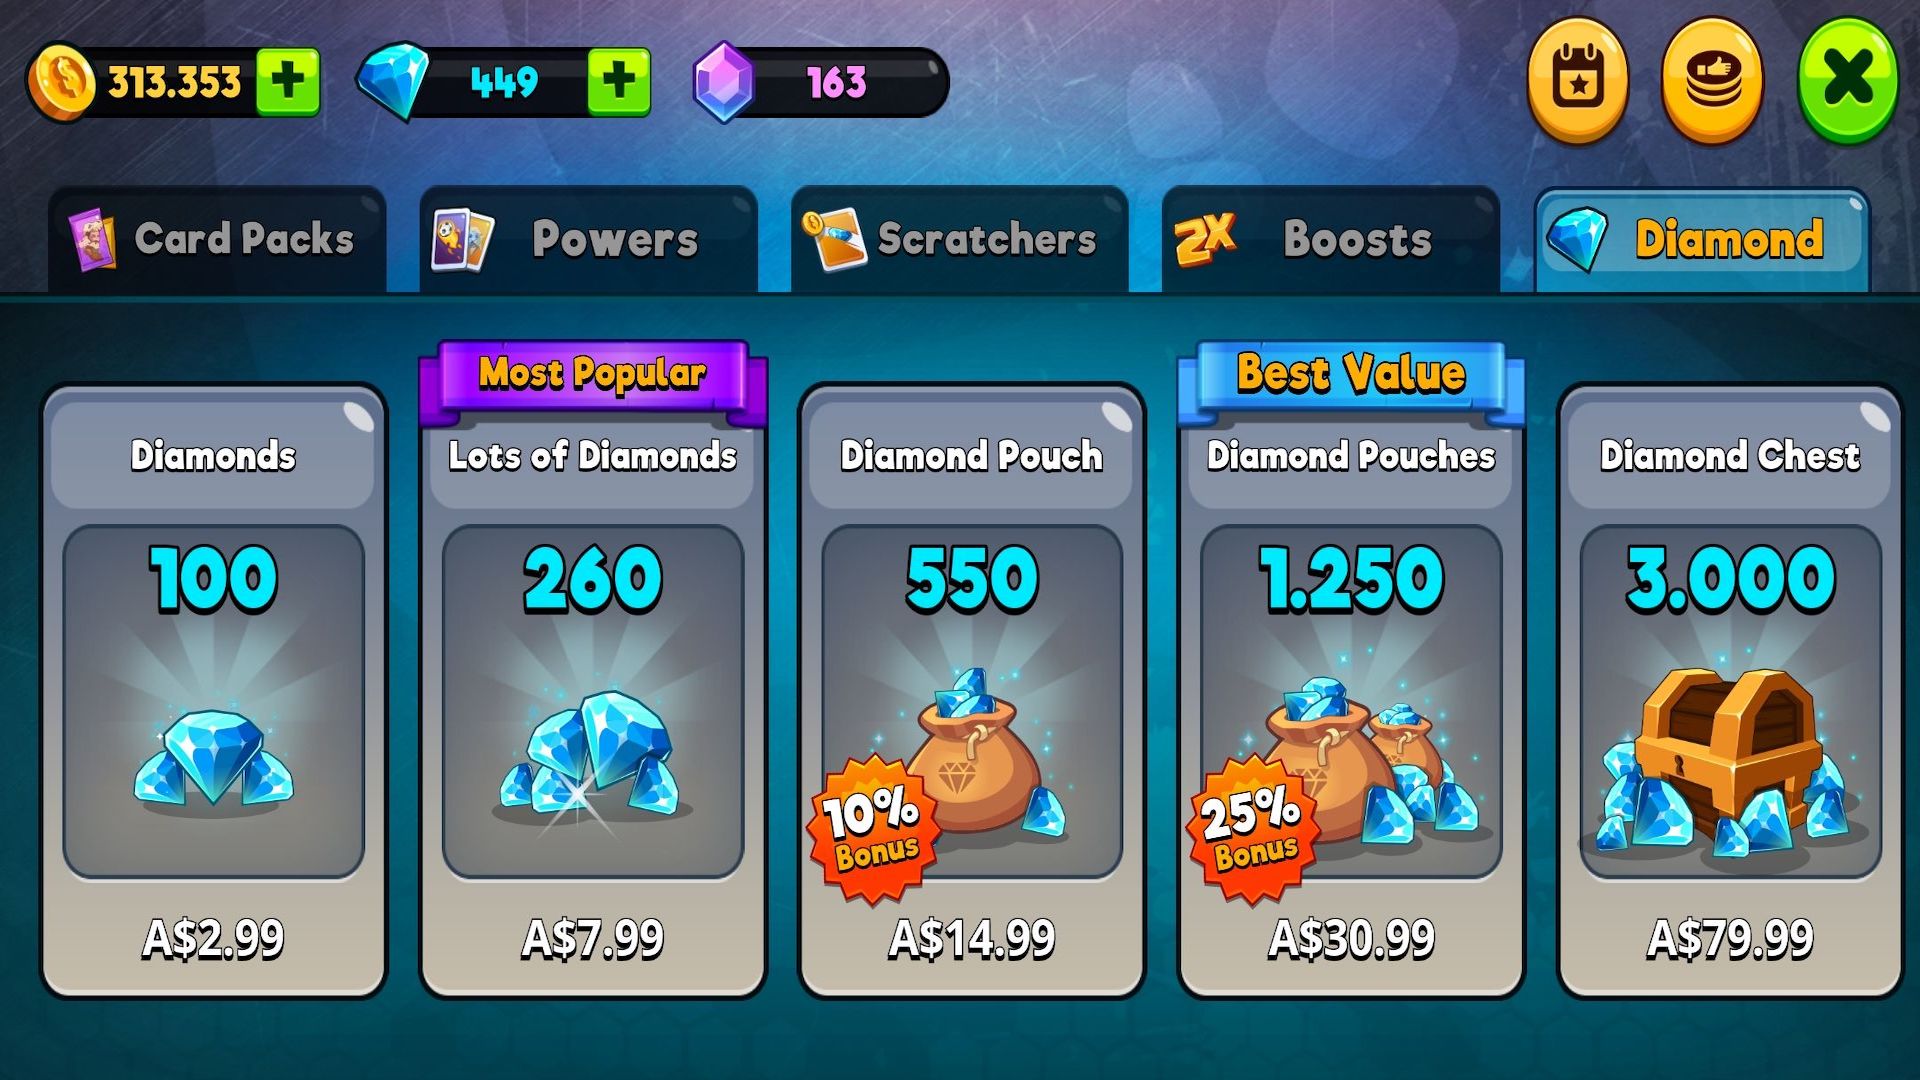 313.353
449
163
Card Packs
Powers
Scratchers
2X
Boosts
Diamond
Diamonds
100
A$2.99
Most Popular
Lots of Diamonds
260
A$7.99
Diamond Pouch
550
10%
Bonus
A$14.99
Best Value
Diamond Pouches
1.250
25%
Bonus
A$30.99
Diamond Chest
3.000
A$79.99